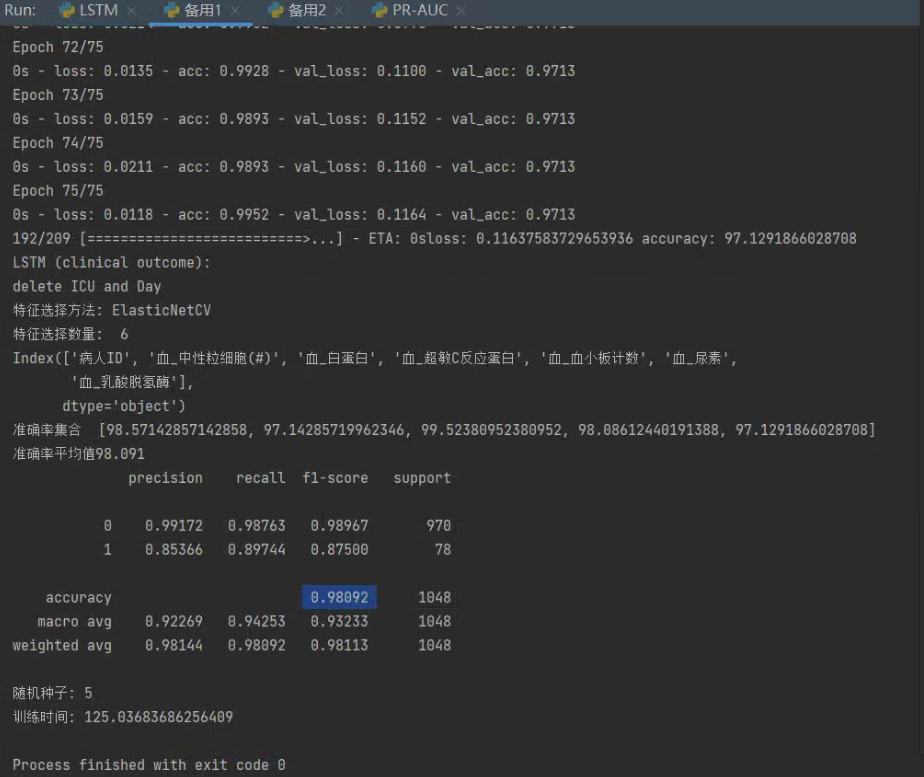 Run: LSTM × 备用1 × 备用2 × PR-AUC ×
Epoch 72/75
0s - loss: 0.0135 - acc: 0.9928 - val_loss: 0.1100 - val_acc: 0.9713
Epoch 73/75
0s - loss: 0.0159 - acc: 0.9893 - val_loss: 0.1152 - val_acc: 0.9713
Epoch 74/75
0s - loss: 0.0211 - acc: 0.9893 - val_loss: 0.1160 - val_acc: 0.9713
Epoch 75/75
0s - loss: 0.0118 - acc: 0.9952 - val_loss: 0.1164 - val_acc: 0.9713
192/209 [==========================>...] - ETA: 0sloss: 0.11637583729653936 accuracy: 97.1291866028708
LSTM (clinical outcome):
delete ICU and Day
特征选择方法: ElasticNetCV
特征选择数量: 6
Index(['病人ID', '血_中性粒细胞(#)', '血_白蛋白', '血_超敏C反应蛋白', '血_血小板计数', '血_尿素',
'血_乳酸脱氢酶'],
dtype='object')
准确率集合 [98.57142857142858, 97.14285719962346, 99.52380952380952, 98.08612440191388, 97.1291866028708]
准确率平均值98.091
precision recall f1-score support
0 0.99172 0.98763 0.98967 970
1 0.85366 0.89744 0.87500 78
accuracy 0.98092 1048
macro avg 0.92269 0.94253 0.93233 1048
weighted avg 0.98144 0.98092 0.98113 1048
随机种子: 5
训练时间: 125.03683686256409
Process finished with exit code 0